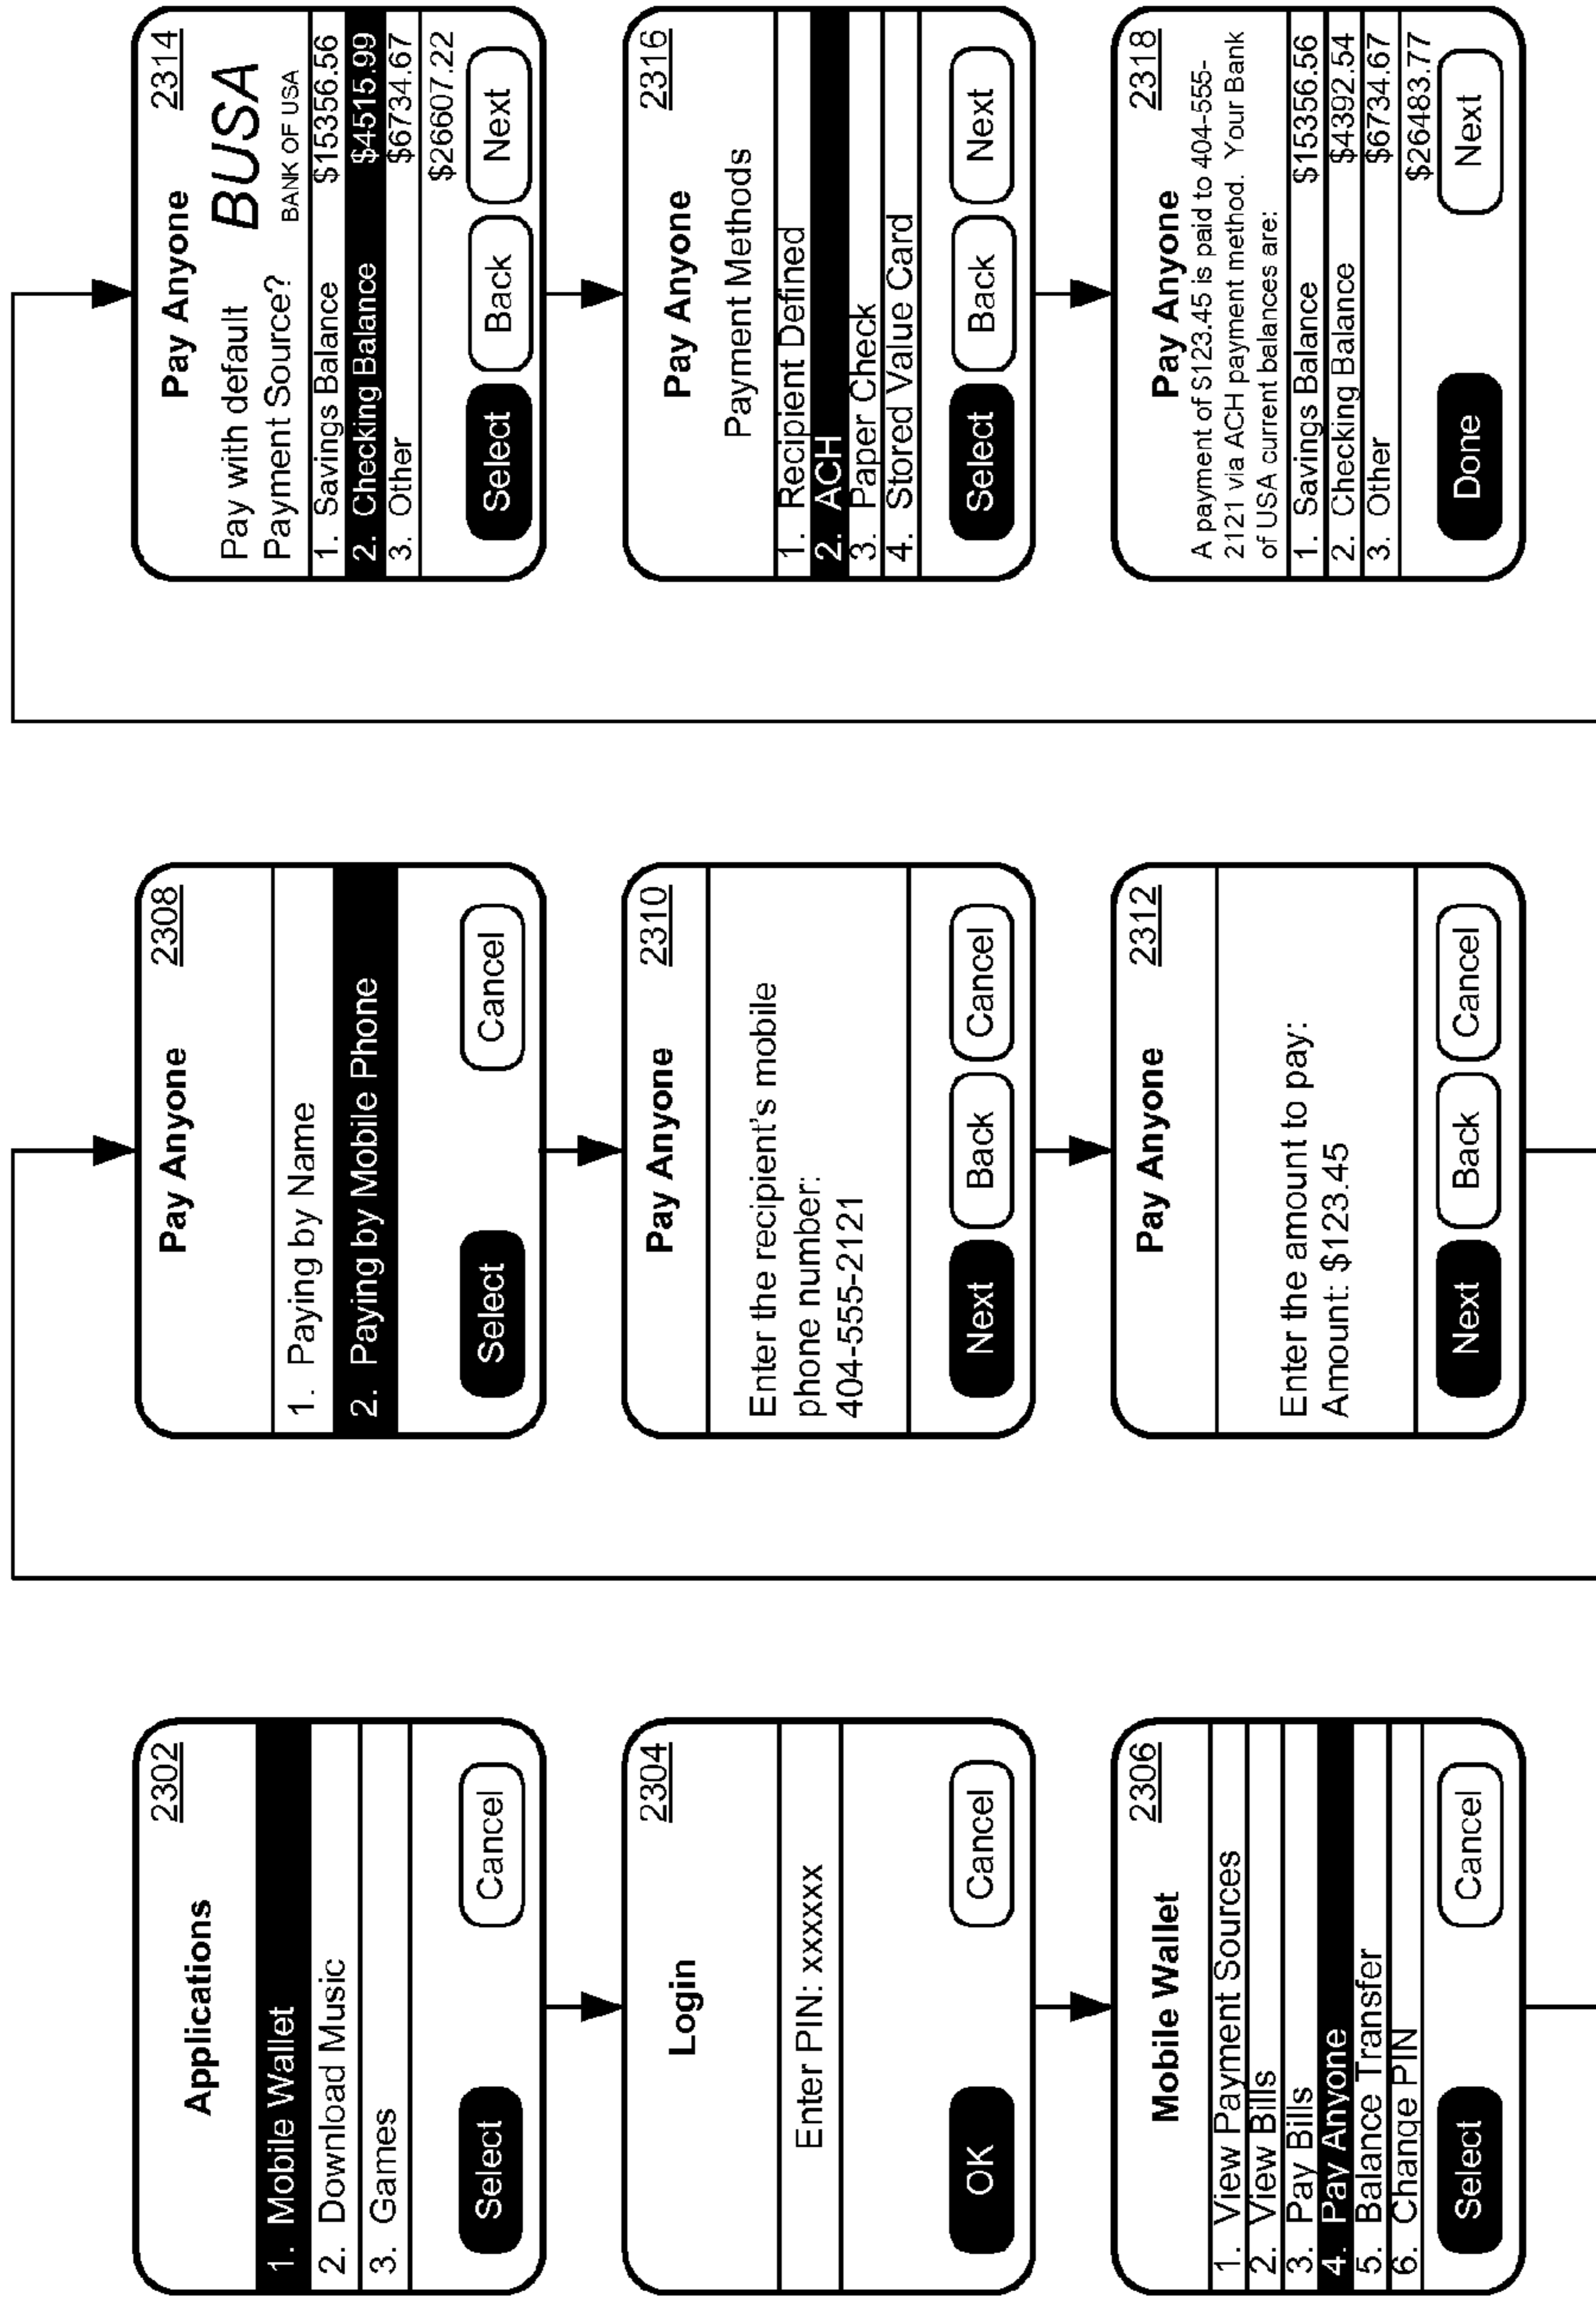 Applications
2302
1. Mobile Wallet
2. Download Music
3. Games
Select
Cancel
Login
2304
Enter PIN: xxxxxx
OK
Cancel
Mobile Wallet
2306
1. View Payment Sources
2. View Bills
3. Pay Bills
4. Pay Anyone
5. Balance Transfer
6. Change PIN
Select
Cancel
Pay Anyone
2308
1. Paying by Name
2. Paying by Mobile Phone
Select
Cancel
Pay Anyone
2310
Enter the recipient's mobile
phone number:
404-555-2121
Next
Back
Cancel
Pay Anyone
2312
Enter the amount to pay:
Amount: $123.45
Next
Back
Cancel
Pay Anyone
2314
Pay with default
Payment Source?
BUSA
BANK OF USA
1. Savings Balance $15356.56
2. Checking Balance $4515.99
3. Other $6734.67
$26607.22
Select
Back
Next
Pay Anyone
2316
Payment Methods
1. Recipient Defined
2. ACH
3. Paper Check
4. Stored Value Card
Select
Back
Next
Pay Anyone
2318
A payment of $123.45 is paid to 404-555-
2121 via ACH payment method. Your Bank
of USA current balances are:
1. Savings Balance $15356.56
2. Checking Balance $4392.54
3. Other $6734.67
$26483.77
Done
Next